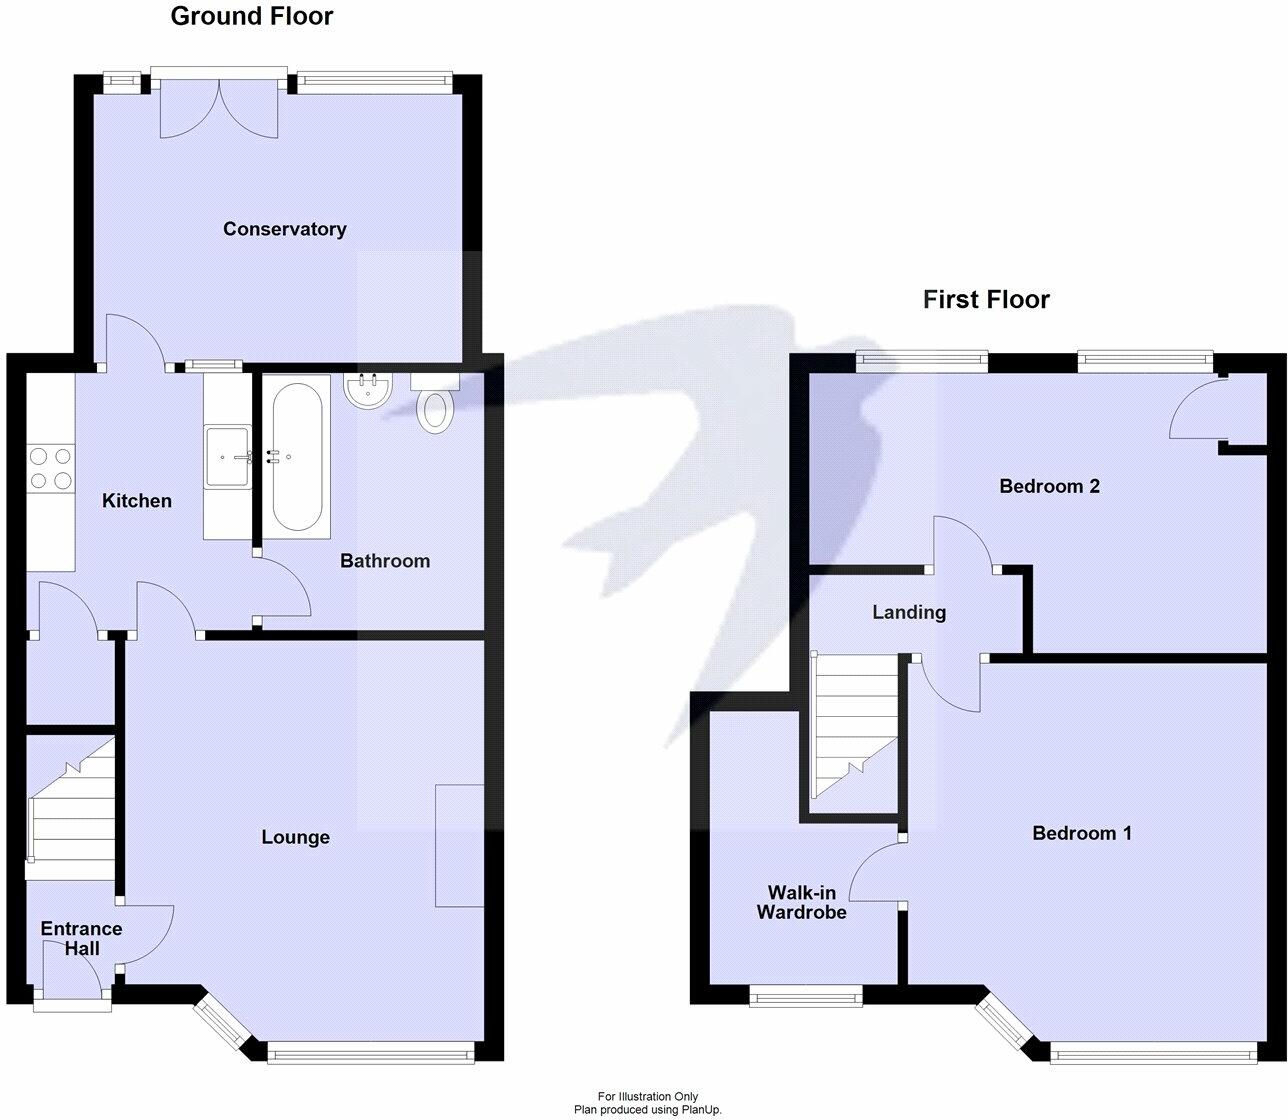 Ground Floor
Conservatory
First Floor
Kitchen
Bathroom
Bedroom 2
Landing
Lounge
Bedroom 1
Walk-in
Wardrobe
Entrance
Hall
For Illustration Only
Plan produced using PlanUp.